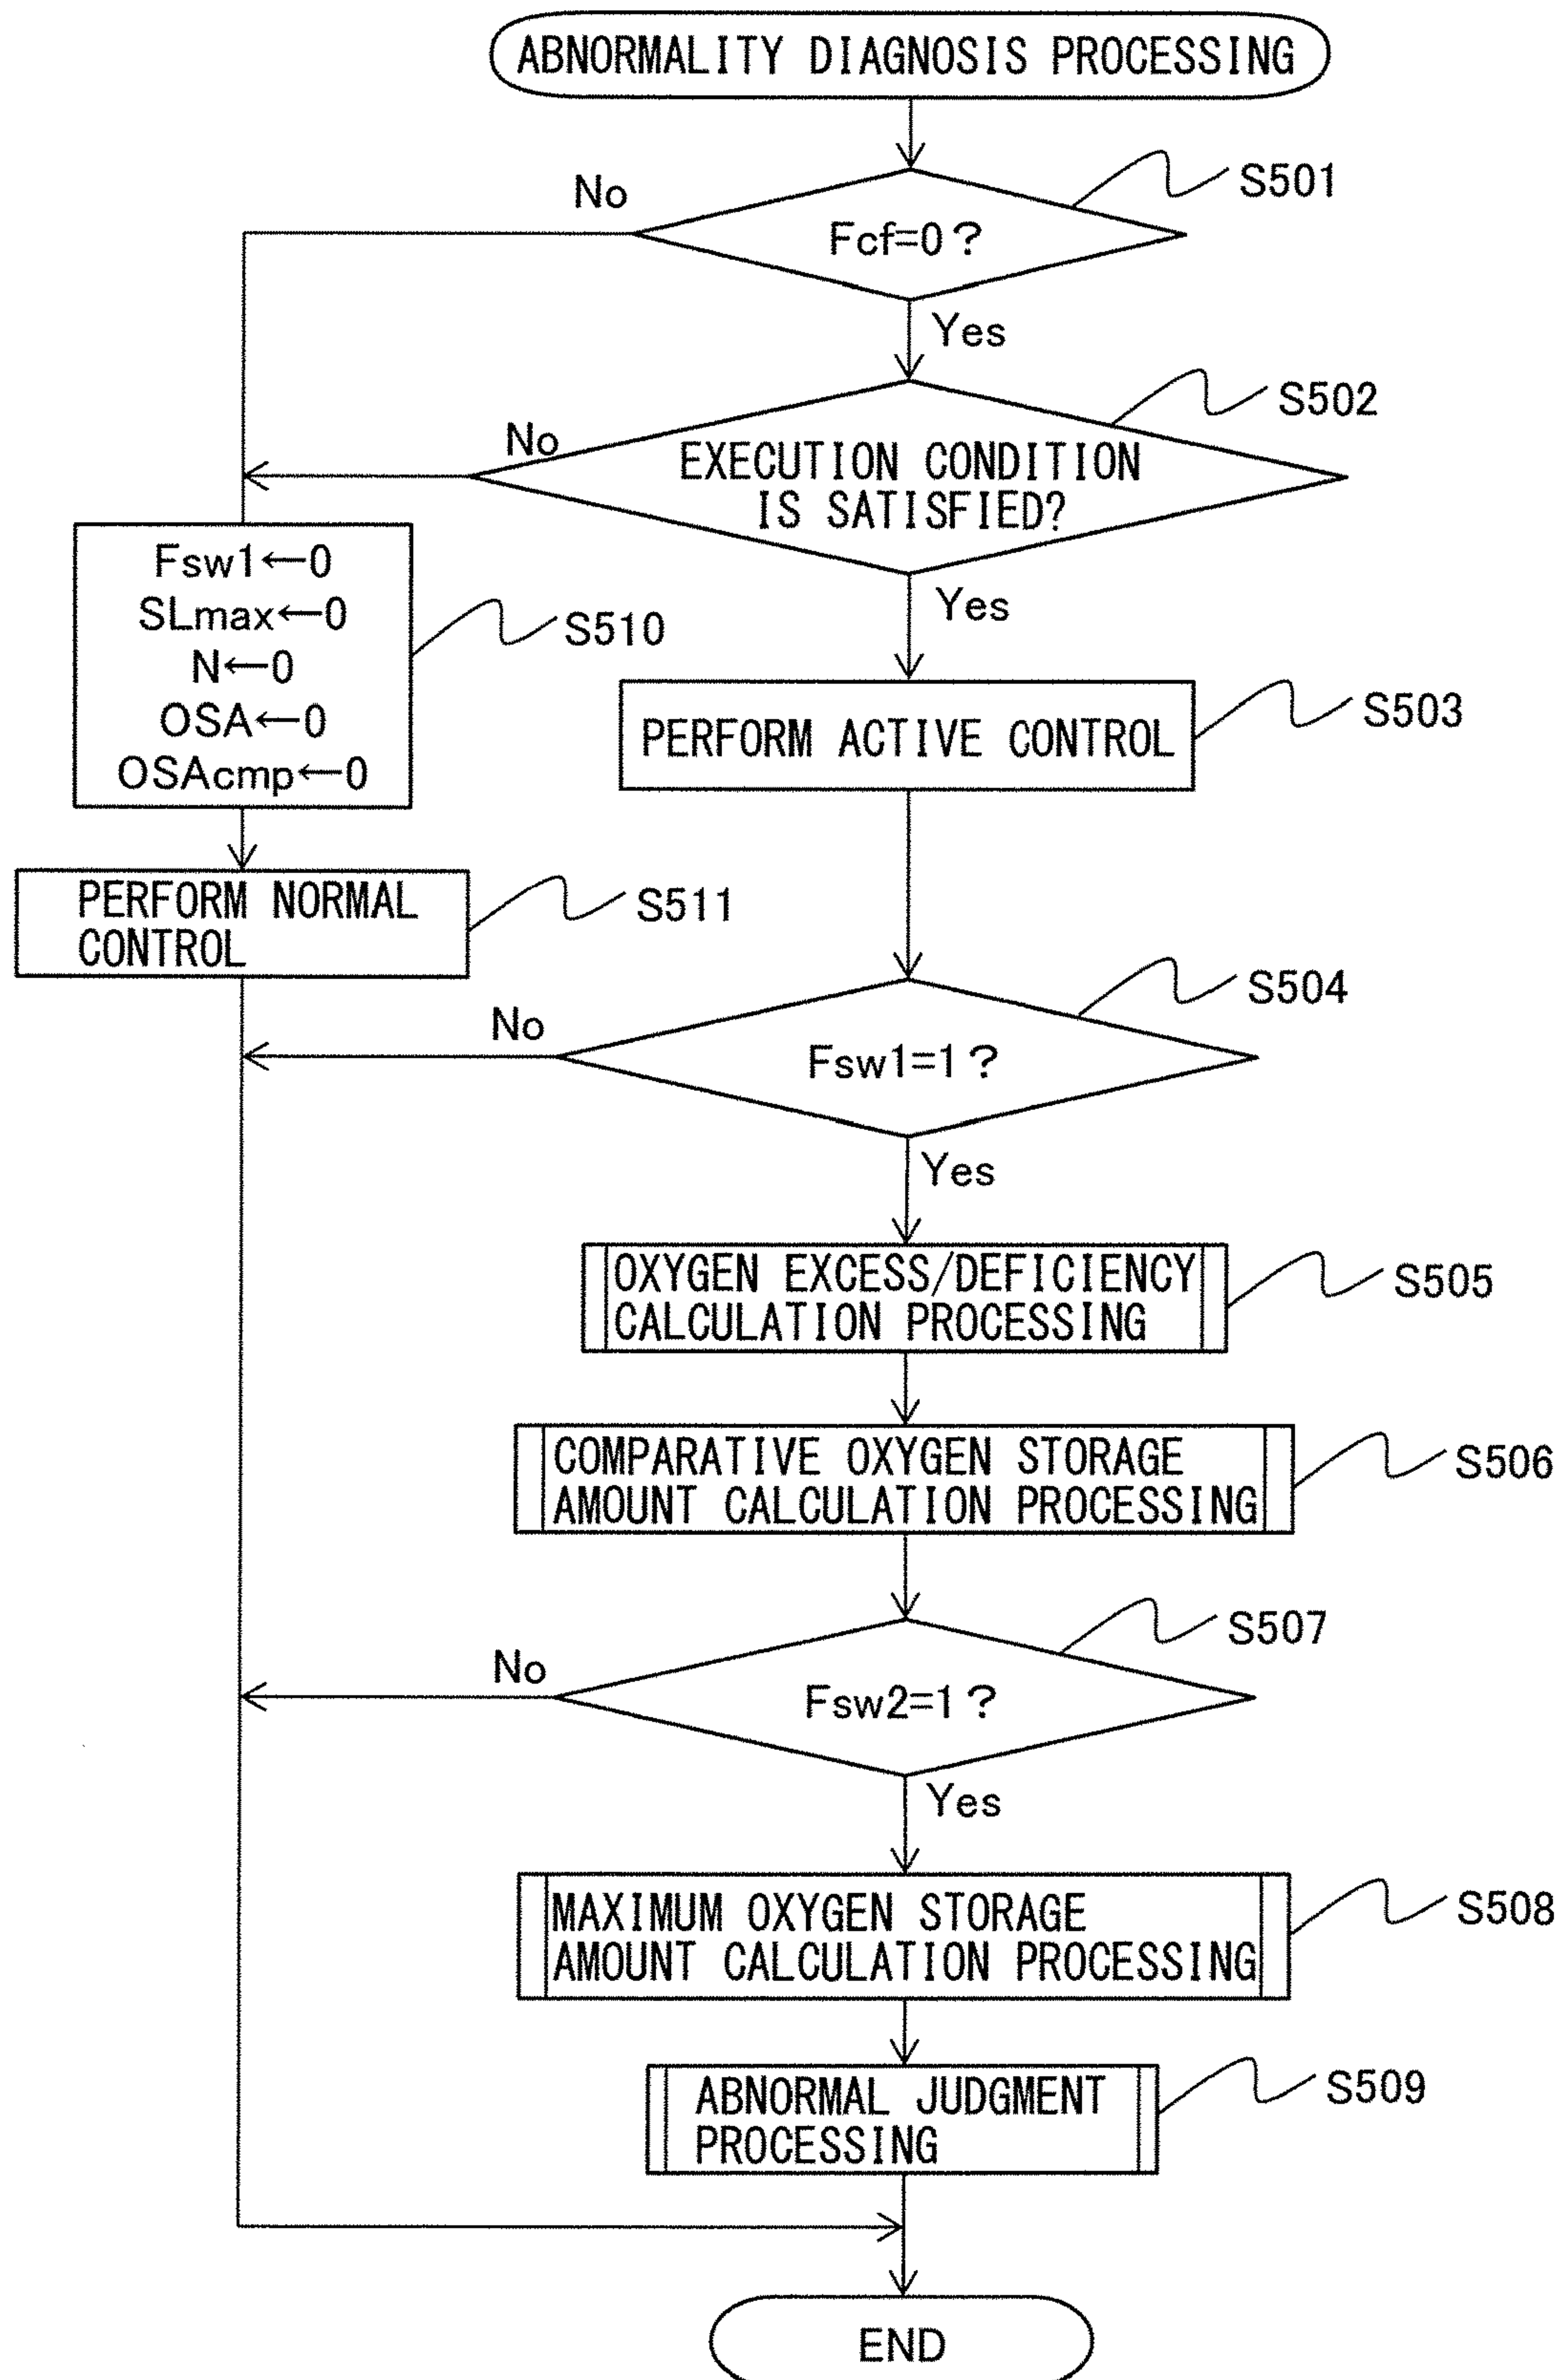 ABNORMALITY DIAGNOSIS PROCESSING
S501
No
Fcf=0?
Yes
S502
No
EXECUTION CONDITION
IS SATISFIED?
Yes
Fsw1←0
SLmax←0
N←0
OSA←0
OSAcmp←0
S510
PERFORM ACTIVE CONTROL
S503
PERFORM NORMAL
CONTROL
S511
S504
No
Fsw1=1?
Yes
OXYGEN EXCESS/DEFICIENCY
CALCULATION PROCESSING
S505
COMPARATIVE OXYGEN STORAGE
AMOUNT CALCULATION PROCESSING
S506
S507
No
Fsw2=1?
Yes
MAXIMUM OXYGEN STORAGE
AMOUNT CALCULATION PROCESSING
S508
ABNORMAL JUDGMENT
PROCESSING
S509
END